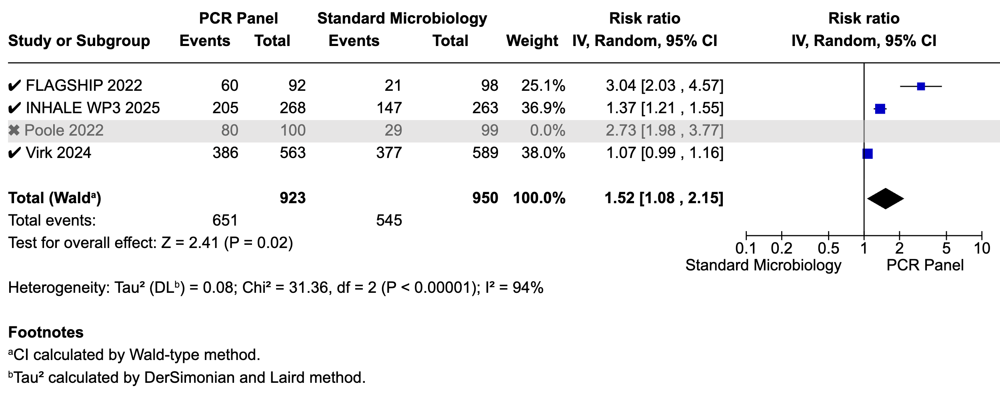 PCR Panel Standard Microbiology Risk ratio Risk ratio
Study or Subgroup Events Total Events Total Weight IV, Random, 95% CI IV, Random, 95% CI
✔ FLAGSHIP 2022 60 92 21 98 25.1% 3.04 [2.03 , 4.57]
✔ INHALE WP3 2025 205 268 147 263 36.9% 1.37 [1.21 , 1.55]
✖ Poole 2022 80 100 29 99 0.0% 2.73 [1.98 , 3.77]
✔ Virk 2024 386 563 377 589 38.0% 1.07 [0.99 , 1.16]
Total (Waldᵃ) 923 950 100.0% 1.52 [1.08 , 2.15]
Total events: 651 545
Test for overall effect: Z = 2.41 (P = 0.02)
0.1 0.2 0.5 1 2 5 10
Standard Microbiology PCR Panel
Heterogeneity: Tau² (DLᵇ) = 0.08; Chi² = 31.36, df = 2 (P < 0.00001); I² = 94%
Footnotes
ᵃCI calculated by Wald-type method.
ᵇTau² calculated by DerSimonian and Laird method.